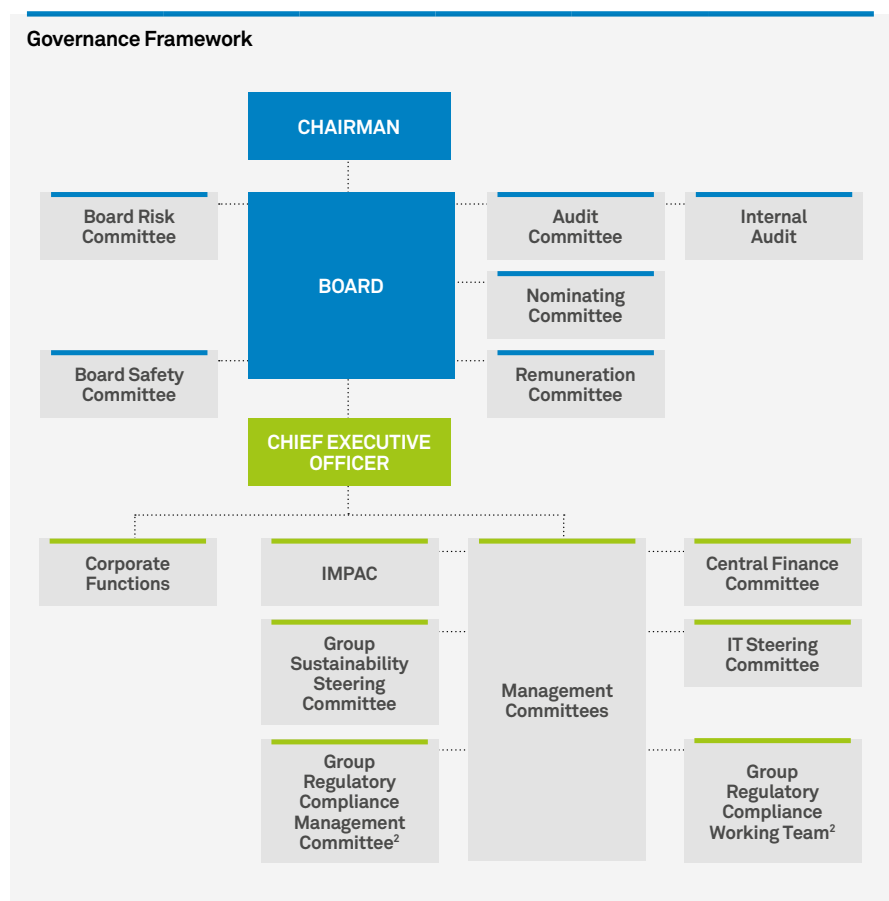 Governance Framework
CHAIRMAN
Board Risk
Committee
BOARD
Audit
Committee
Internal
Audit
Nominating
Committee
Board Safety
Committee
Remuneration
Committee
CHIEF EXECUTIVE
OFFICER
Corporate
Functions
IMPAC
Management
Committees
Central Finance
Committee
Group
Sustainability
Steering
Committee
IT Steering
Committee
Group
Regulatory
Compliance
Management
Committee²
Group
Regulatory
Compliance
Working Team²